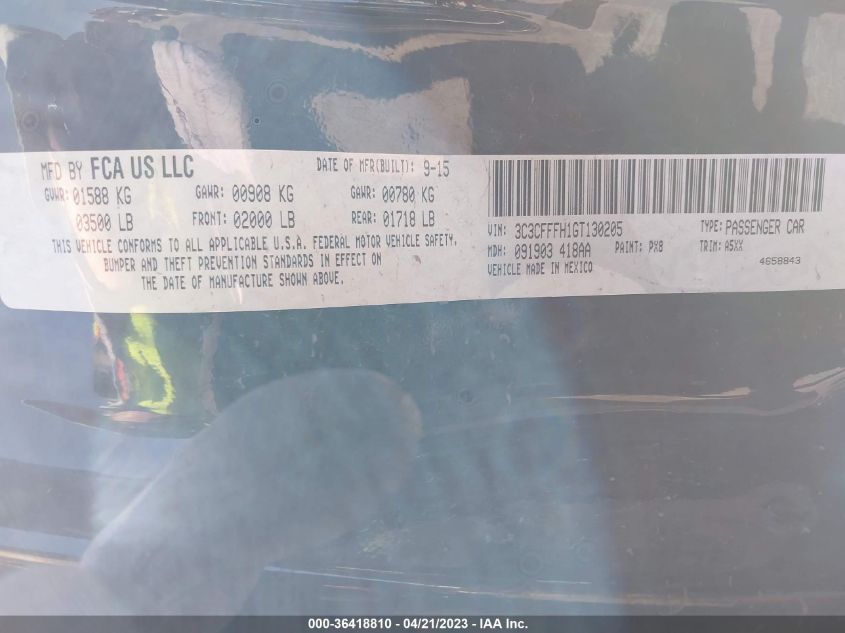 MFD BY FCA US LLC DATE OF MFR(BUILT): 9-15
GVWR: 01588 KG GAWR: 00908 KG GAWR: 00780 KG
03500 LB FRONT: 02000 LB REAR: 01718 LB
THIS VEHICLE CONFORMS TO ALL APPLICABLE U.S.A. FEDERAL MOTOR VEHICLE SAFETY,
BUMPER AND THEFT PREVENTION STANDARDS IN EFFECT ON
THE DATE OF MANUFACTURE SHOWN ABOVE.
VIN: 3C3CFFFH1GT130205 TYPE: PASSENGER CAR
MDH: 091903 418AA PAINT: PX8 TRIM: A5XX
VEHICLE MADE IN MEXICO 4658843
000-36418810 - 04/21/2023 - IAA Inc.